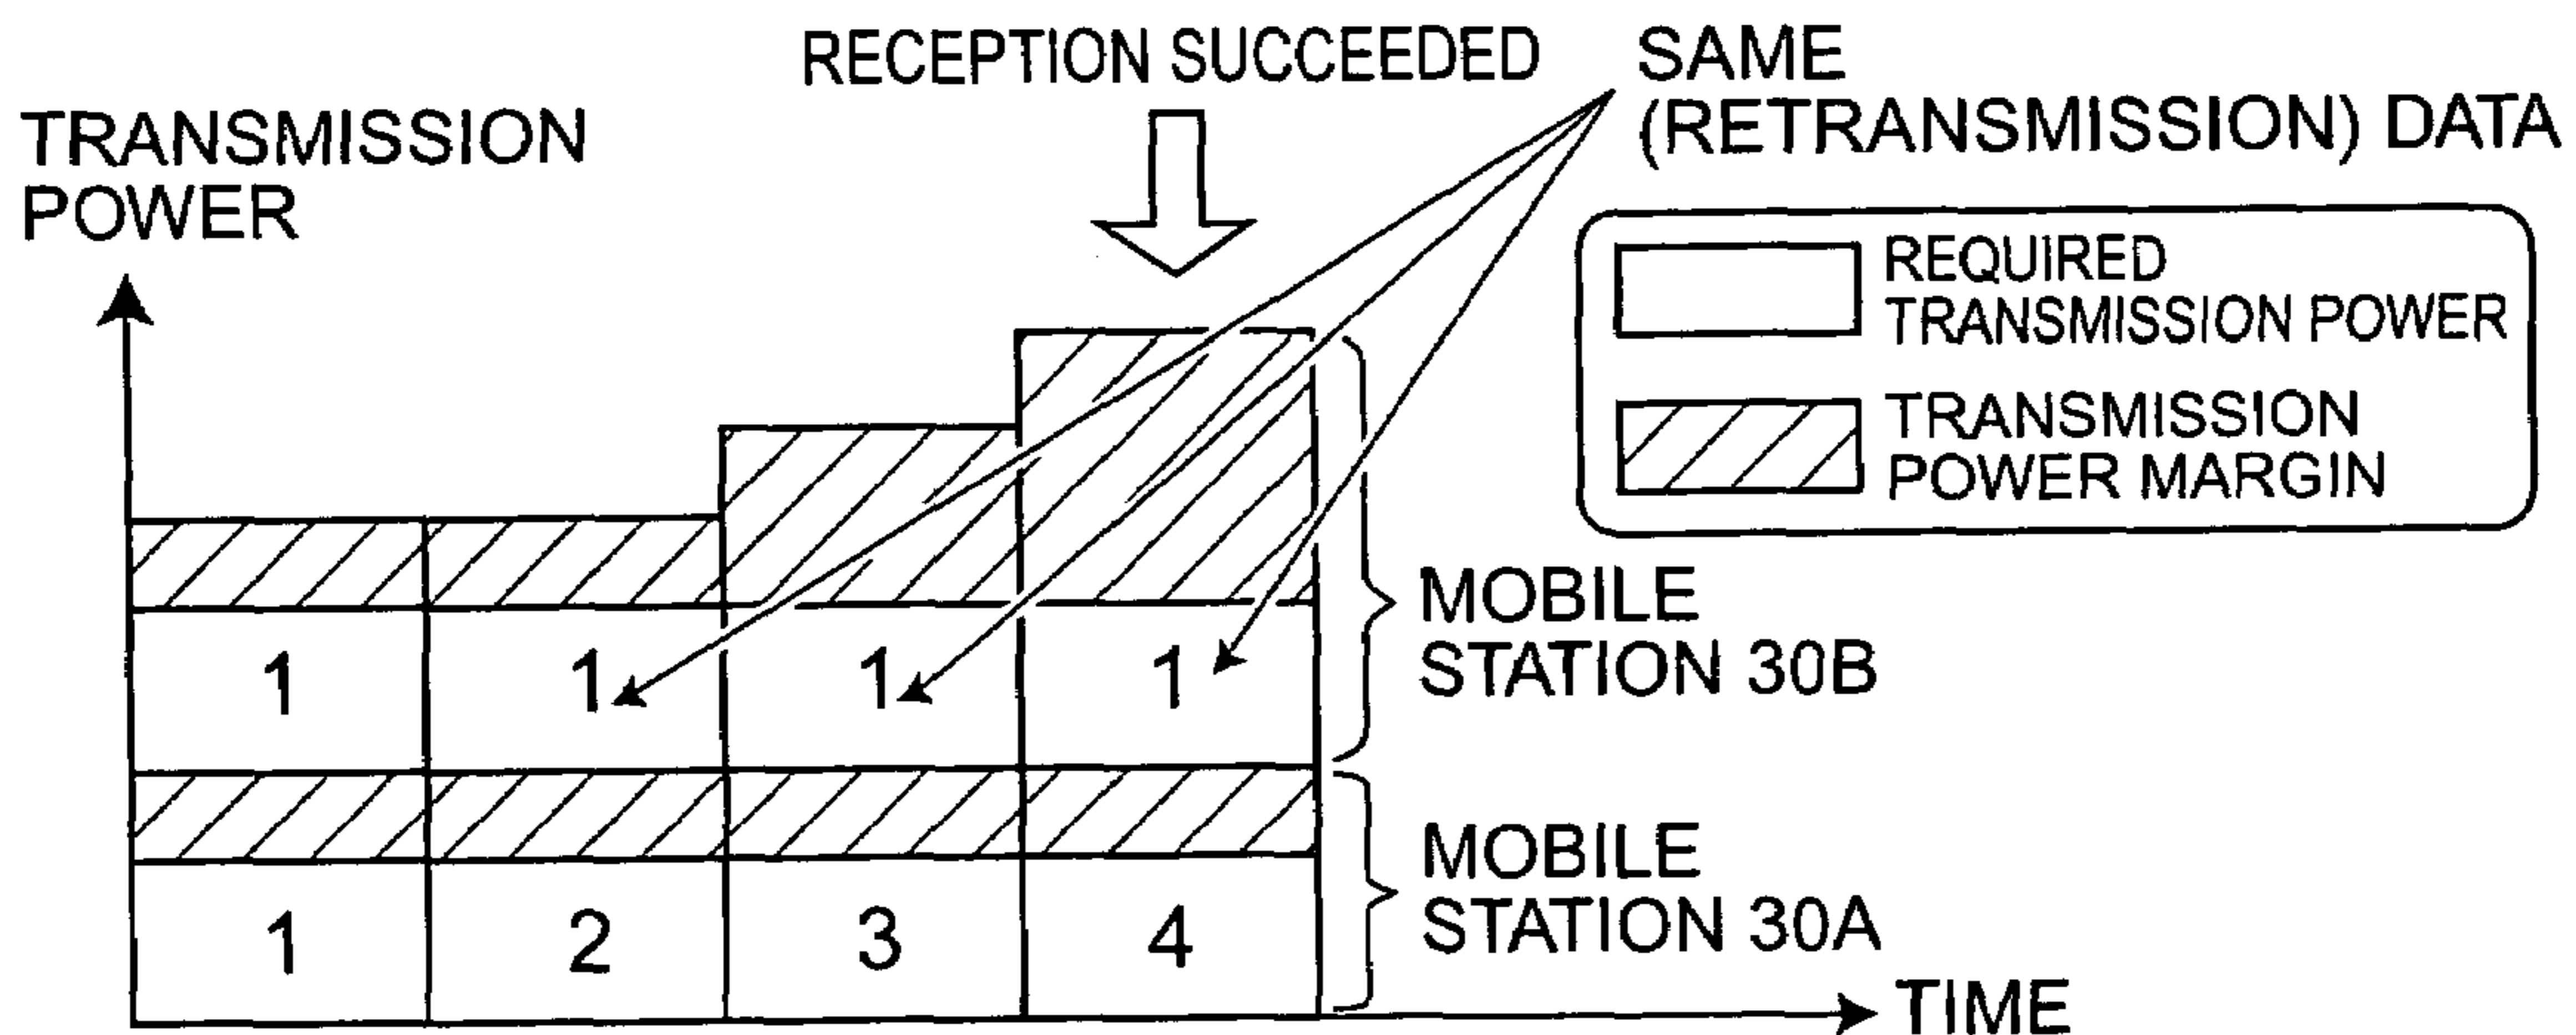 RECEPTION SUCCEEDED
SAME
(RETRANSMISSION) DATA
TRANSMISSION
POWER
REQUIRED
TRANSMISSION POWER
TRANSMISSION
POWER MARGIN
1 1 1 1
MOBILE
STATION 30B
1 2 3 4
MOBILE
STATION 30A
TIME